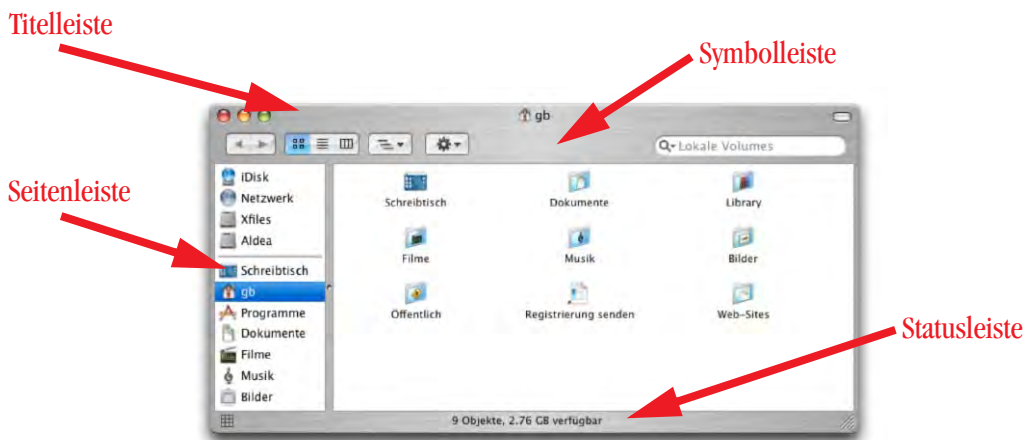 Titelleiste
Symbolleiste
gb
Lokale Volumes
Seitenleiste
iDisk
Netzwerk
Xfiles
Aldea
Schreibtisch
gb
Programme
Dokumente
Filme
Musik
Bilder
Schreibtisch Dokumente Library
Filme Musik Bilder
Öffentlich Registrierung senden Web-Sites
Statusleiste
9 Objekte, 2.76 GB verfügbar